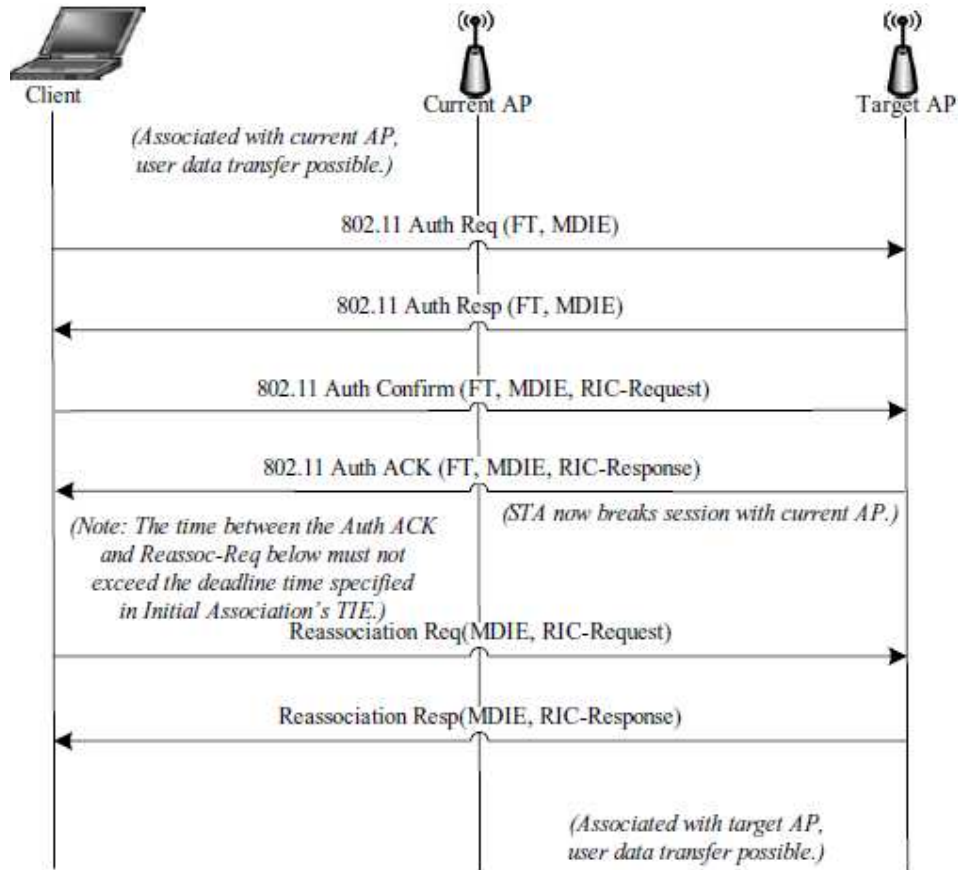 Client
Current AP
Target AP
(Associated with current AP,
user data transfer possible.)
802.11 Auth Req (FT, MDIE)
802.11 Auth Resp (FT, MDIE)
802.11 Auth Confirm (FT, MDIE, RIC-Request)
802.11 Auth ACK (FT, MDIE, RIC-Response)
(STA now breaks session with current AP.)
(Note: The time between the Auth ACK
and Reassoc-Req below must not
exceed the deadline time specified
in Initial Association's TIE.)
Reassociation Req(MDIE, RIC-Request)
Reassociation Resp(MDIE, RIC-Response)
(Associated with target AP,
user data transfer possible.)